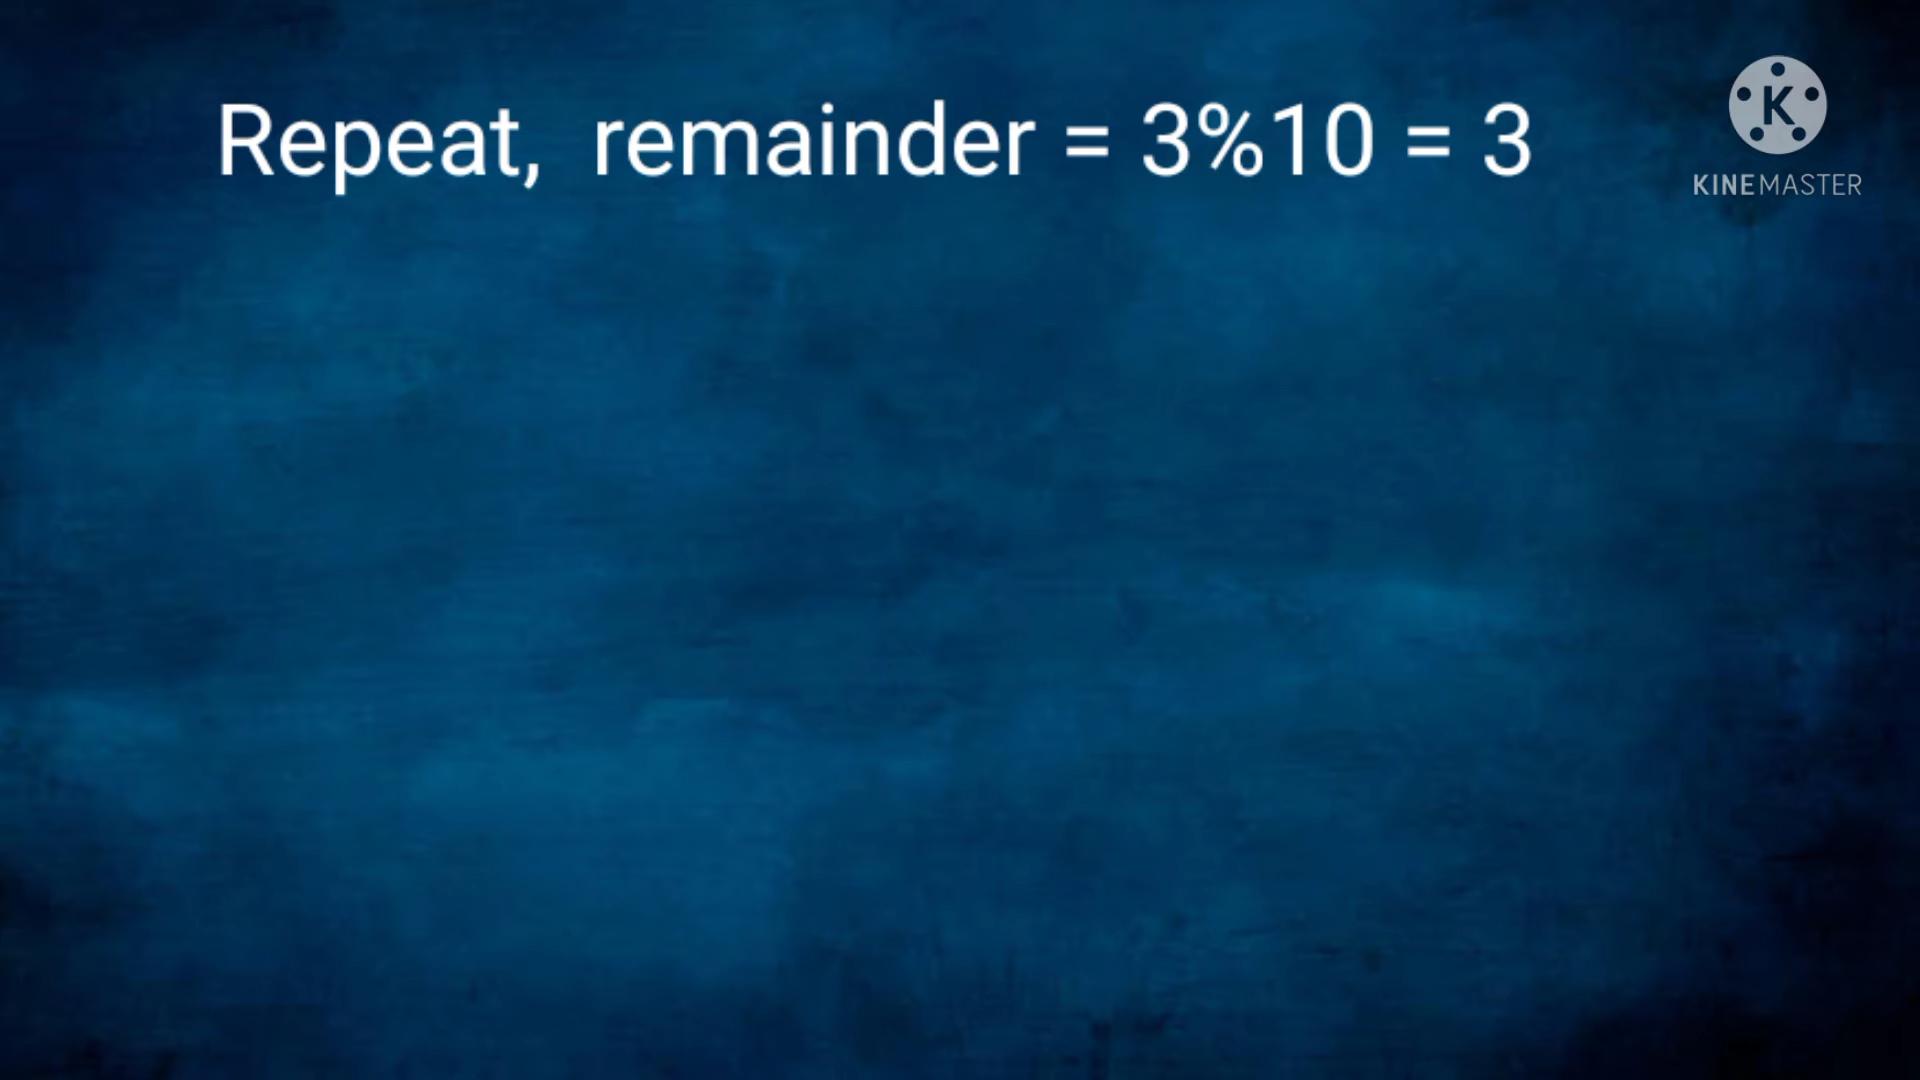 Repeat, remainder = 3%10 = 3
K
KINEMASTER